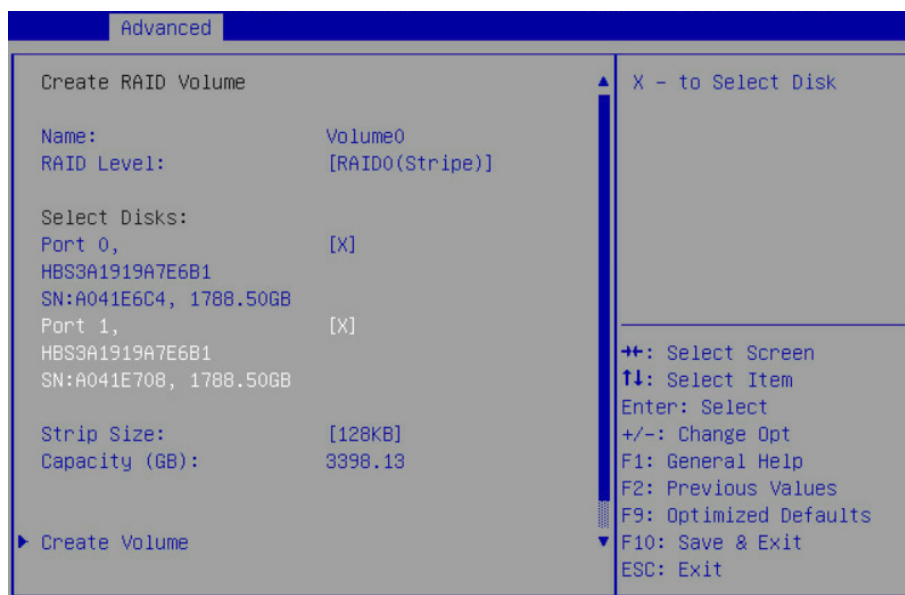 Advanced
Create RAID Volume
Name: Volume0
RAID Level: [RAID0(Stripe)]
Select Disks:
Port 0, [X]
HBS3A1919A7E6B1
SN:A041E6C4, 1788.50GB
Port 1, [X]
HBS3A1919A7E6B1
SN:A041E708, 1788.50GB
Strip Size: [128KB]
Capacity (GB): 3398.13
Create Volume
X - to Select Disk
→←: Select Screen
↑↓: Select Item
Enter: Select
+/-: Change Opt
F1: General Help
F2: Previous Values
F9: Optimized Defaults
F10: Save & Exit
ESC: Exit